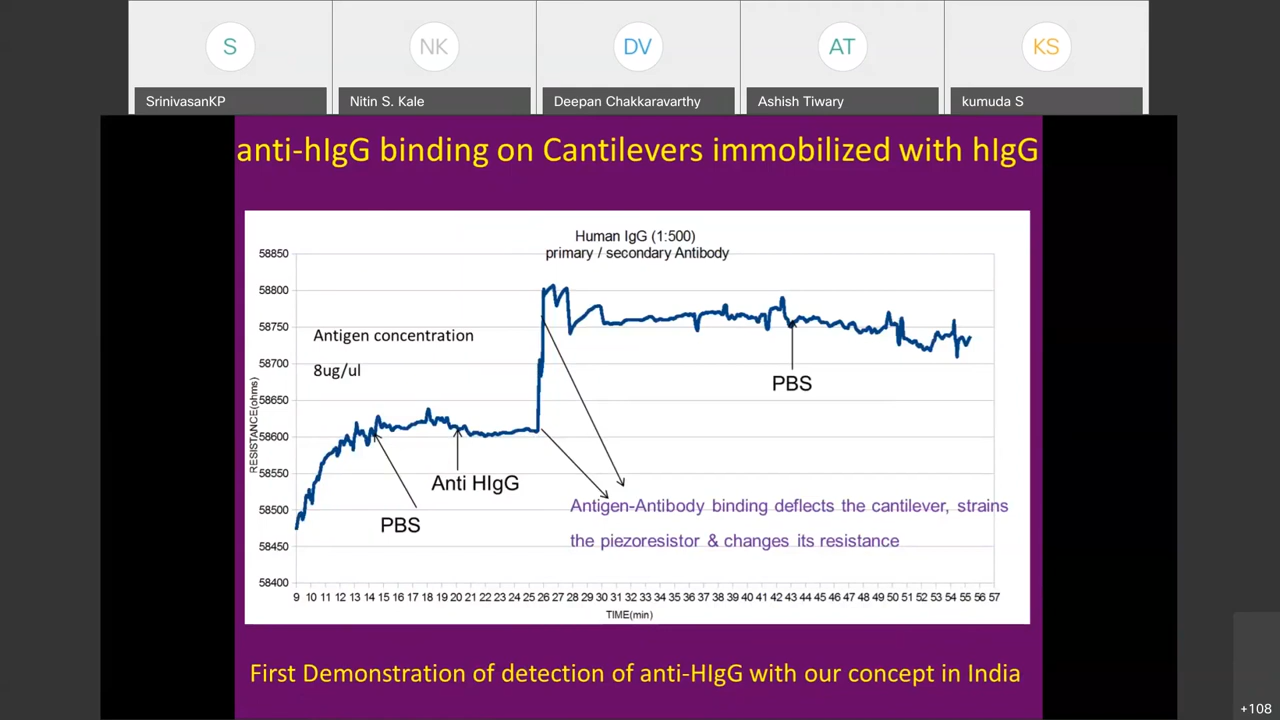 S
NK
DV
AT
KS
SrinivasanKP
Nitin S. Kale
Deepan Chakkaravarthy
Ashish Tiwary
kumuda S
anti-hIgG binding on Cantilevers immobilized with hIgG
Human IgG (1:500)
primary / secondary Antibody
58850
58800
58750
58700
58650
58600
58550
58500
58450
58400
RESISTANCE(ohms)
Antigen concentration
8ug/ul
PBS
Anti HIgG
PBS
Antigen-Antibody binding deflects the cantilever, strains
the piezoresistor & changes its resistance
9 10 11 12 13 14 15 16 17 18 19 20 21 22 23 24 25 26 27 28 29 30 31 32 33 34 35 36 37 38 39 40 41 42 43 44 45 46 47 48 49 50 51 52 53 54 55 56 57
TIME(min)
First Demonstration of detection of anti-HIgG with our concept in India
+108